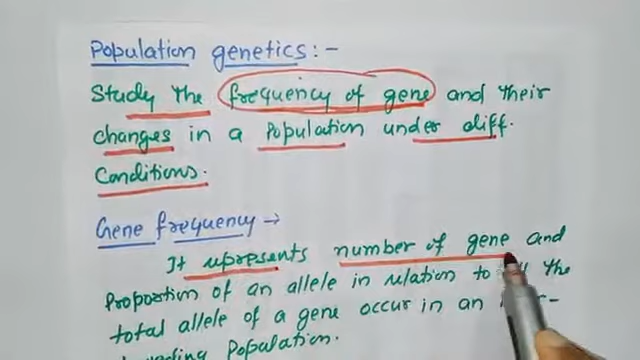 Population genetics:-
Study the frequency of gene and their
changes in a population under diff.
Conditions.
Gene frequency →
It represents number of gene and
proportion of an allele in relation to the
total allele of a gene occur in an
population.